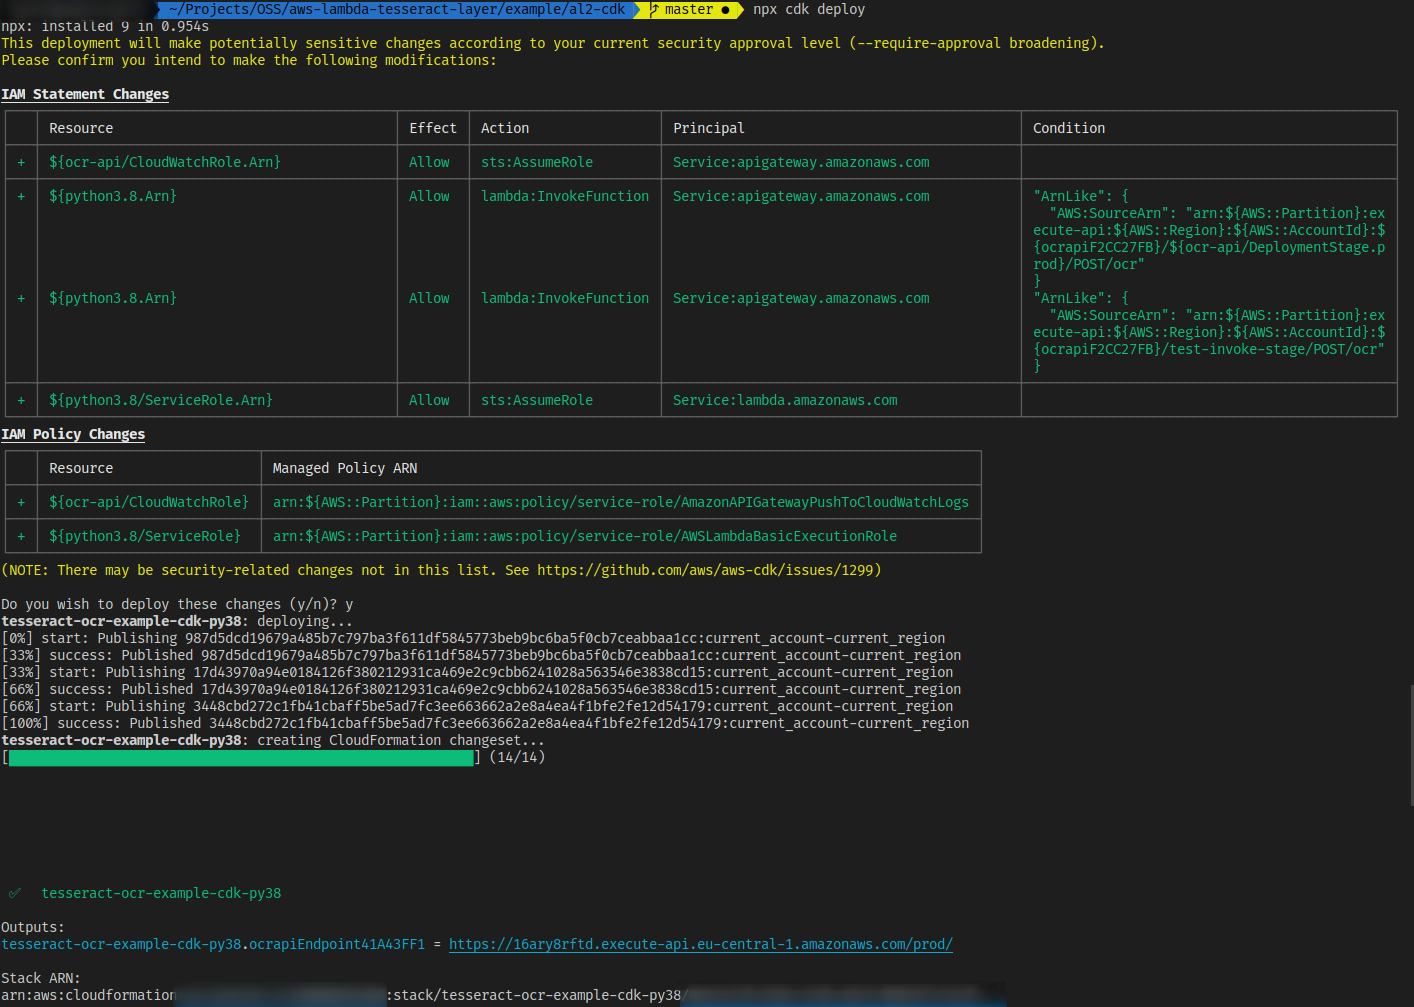 ~/Projects/OSS/aws-lambda-tesseract-layer/example/al2-cdk master ● npx cdk deploy
npx: installed 9 in 0.954s
This deployment will make potentially sensitive changes according to your current security approval level (--require-approval broadening).
Please confirm you intend to make the following modifications:
IAM Statement Changes
Resource Effect Action Principal Condition
+ ${ocr-api/CloudWatchRole.Arn} Allow sts:AssumeRole Service:apigateway.amazonaws.com
+ ${python3.8.Arn} Allow lambda:InvokeFunction Service:apigateway.amazonaws.com "ArnLike": {
"AWS:SourceArn": "arn:${AWS::Partition}:ex
ecute-api:${AWS::Region}:${AWS::AccountId}:$
{ocrapiF2CC27FB}/${ocr-api/DeploymentStage.p
rod}/POST/ocr"
}
+ ${python3.8.Arn} Allow lambda:InvokeFunction Service:apigateway.amazonaws.com "ArnLike": {
"AWS:SourceArn": "arn:${AWS::Partition}:ex
ecute-api:${AWS::Region}:${AWS::AccountId}:$
{ocrapiF2CC27FB}/test-invoke-stage/POST/ocr"
}
+ ${python3.8/ServiceRole.Arn} Allow sts:AssumeRole Service:lambda.amazonaws.com
IAM Policy Changes
Resource Managed Policy ARN
+ ${ocr-api/CloudWatchRole} arn:${AWS::Partition}:iam::aws:policy/service-role/AmazonAPIGatewayPushToCloudWatchLogs
+ ${python3.8/ServiceRole} arn:${AWS::Partition}:iam::aws:policy/service-role/AWSLambdaBasicExecutionRole
(NOTE: There may be security-related changes not in this list. See https://github.com/aws/aws-cdk/issues/1299)
Do you wish to deploy these changes (y/n)? y
tesseract-ocr-example-cdk-py38: deploying...
[0%] start: Publishing 987d5dcd19679a485b7c797ba3f611df5845773beb9bc6ba5f0cb7ceabbaa1cc:current_account-current_region
[33%] success: Published 987d5dcd19679a485b7c797ba3f611df5845773beb9bc6ba5f0cb7ceabbaa1cc:current_account-current_region
[33%] start: Publishing 17d43970a94e0184126f380212931ca469e2c9cbb6241028a563546e3838cd15:current_account-current_region
[66%] success: Published 17d43970a94e0184126f380212931ca469e2c9cbb6241028a563546e3838cd15:current_account-current_region
[66%] start: Publishing 3448cbd272c1fb41cbaff5be5ad7fc3ee663662a2e8a4ea4f1bfe2fe12d54179:current_account-current_region
[100%] success: Published 3448cbd272c1fb41cbaff5be5ad7fc3ee663662a2e8a4ea4f1bfe2fe12d54179:current_account-current_region
tesseract-ocr-example-cdk-py38: creating CloudFormation changeset...
[ ] (14/14)
✅ tesseract-ocr-example-cdk-py38
Outputs:
tesseract-ocr-example-cdk-py38.ocrapiEndpoint41A43FF1 = https://16ary8rftd.execute-api.eu-central-1.amazonaws.com/prod/
Stack ARN:
arn:aws:cloudformation :stack/tesseract-ocr-example-cdk-py38/